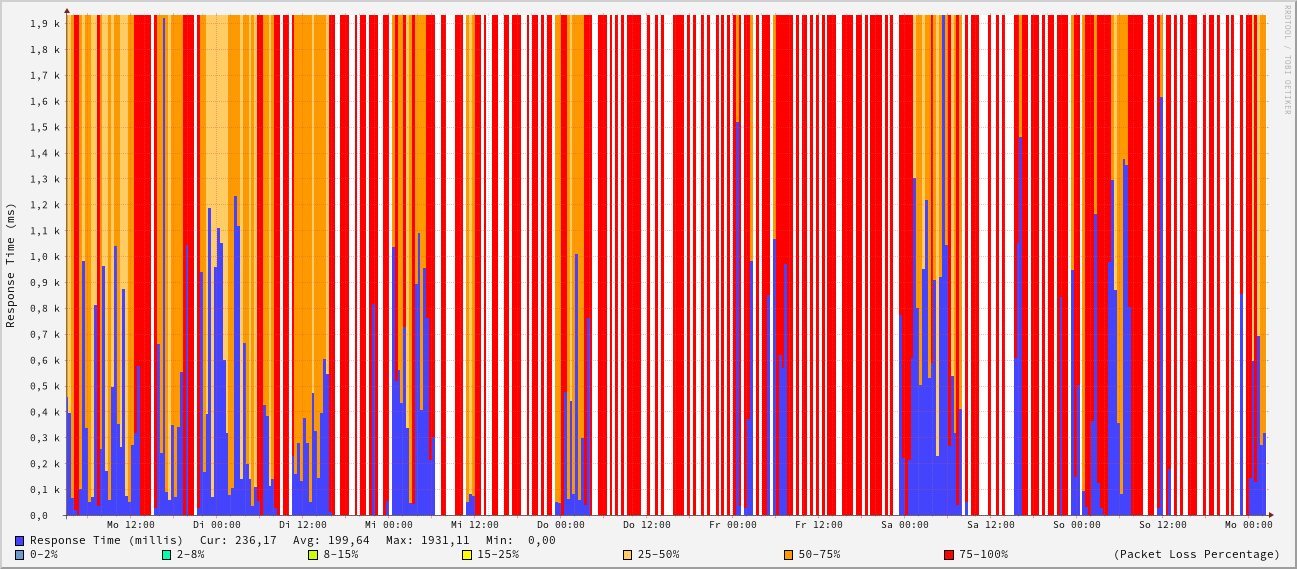 RRDTOOL / TOBI OETIKER
Response Time (ms)
1,9 k
1,8 k
1,7 k
1,6 k
1,5 k
1,4 k
1,3 k
1,2 k
1,1 k
1,0 k
0,9 k
0,8 k
0,7 k
0,6 k
0,5 k
0,4 k
0,3 k
0,2 k
0,1 k
0,0
Mo 12:00 Di 00:00 Di 12:00 Mi 00:00 Mi 12:00 Do 00:00 Do 12:00 Fr 00:00 Fr 12:00 Sa 00:00 Sa 12:00 So 00:00 So 12:00 Mo 00:00
Response Time (millis) Cur: 236,17 Avg: 199,64 Max: 1931,11 Min: 0,00
0-2% 2-8% 8-15% 15-25% 25-50% 50-75% 75-100% (Packet Loss Percentage)